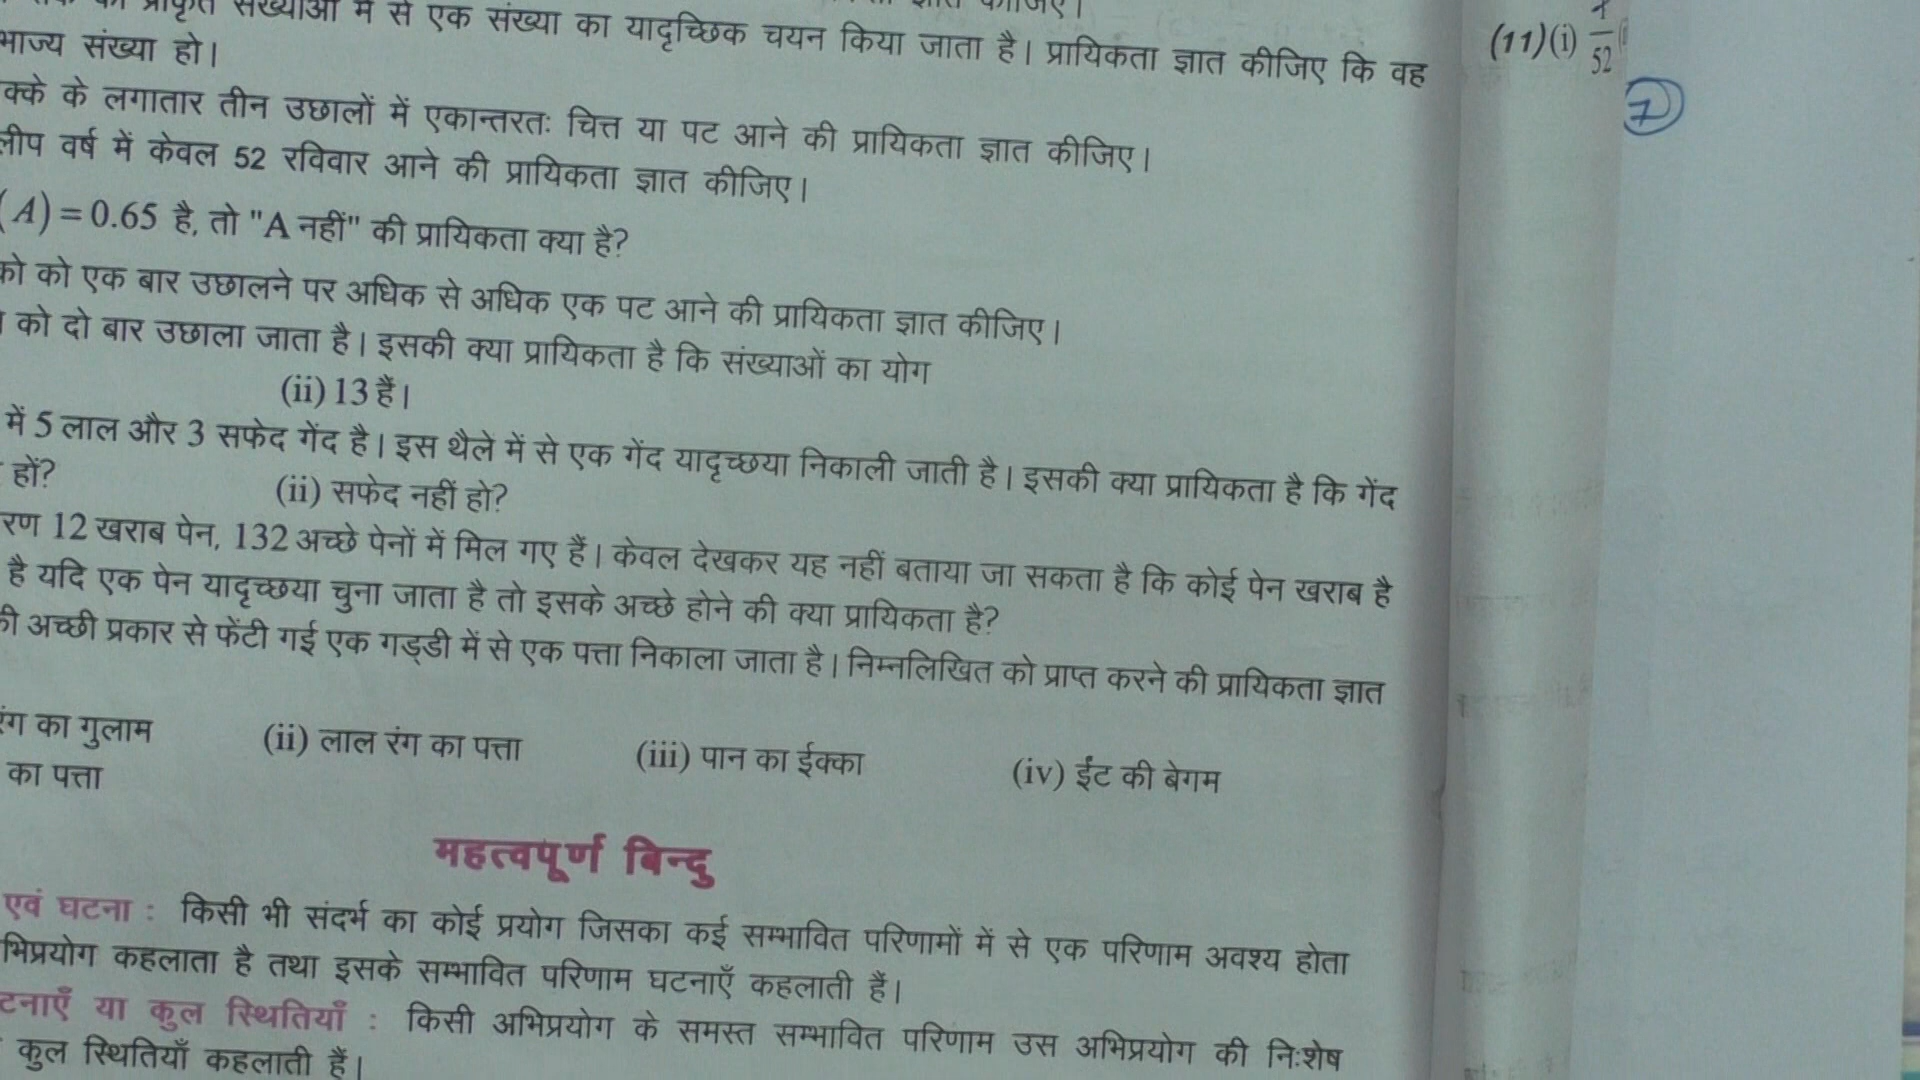 प्राकृत संख्याओं में से एक संख्या का यादृच्छिक चयन किया जाता है। प्रायिकता ज्ञात कीजिए कि वह
भाज्य संख्या हो।
क्के के लगातार तीन उछालों में एकान्तरतः चित्त या पट आने की प्रायिकता ज्ञात कीजिए।
लीप वर्ष में केवल 52 रविवार आने की प्रायिकता ज्ञात कीजिए।
(A) = 0.65 है, तो "A नहीं" की प्रायिकता क्या है?
को एक बार उछालने पर अधिक से अधिक एक पट आने की प्रायिकता ज्ञात कीजिए।
को दो बार उछाला जाता है। इसकी क्या प्रायिकता है कि संख्याओं का योग
(ii) 13 हैं।
में 5 लाल और 3 सफेद गेंद है। इस थैले में से एक गेंद यादृच्छया निकाली जाती है। इसकी क्या प्रायिकता है कि गेंद
हों? (ii) सफेद नहीं हो?
रण 12 खराब पेन, 132 अच्छे पेनों में मिल गए हैं। केवल देखकर यह नहीं बताया जा सकता है कि कोई पेन खराब है
है यदि एक पेन यादृच्छया चुना जाता है तो इसके अच्छे होने की क्या प्रायिकता है?
की अच्छी प्रकार से फेंटी गई एक गड्डी में से एक पत्ता निकाला जाता है। निम्नलिखित को प्राप्त करने की प्रायिकता ज्ञात
रंग का गुलाम (ii) लाल रंग का पत्ता (iii) पान का ईक्का (iv) ईंट की बेगम
का पत्ता
महत्वपूर्ण बिन्दु
एवं घटना : किसी भी संदर्भ का कोई प्रयोग जिसका कई सम्भावित परिणामों में से एक परिणाम अवश्य होता
भिप्रयोग कहलाता है तथा इसके सम्भावित परिणाम घटनाएँ कहलाती हैं।
टनाएँ या कुल स्थितियाँ : किसी अभिप्रयोग के समस्त सम्भावित परिणाम उस अभिप्रयोग की निःशेष
कुल स्थितियाँ कहलाती हैं।
(11)(i) 1/52
7